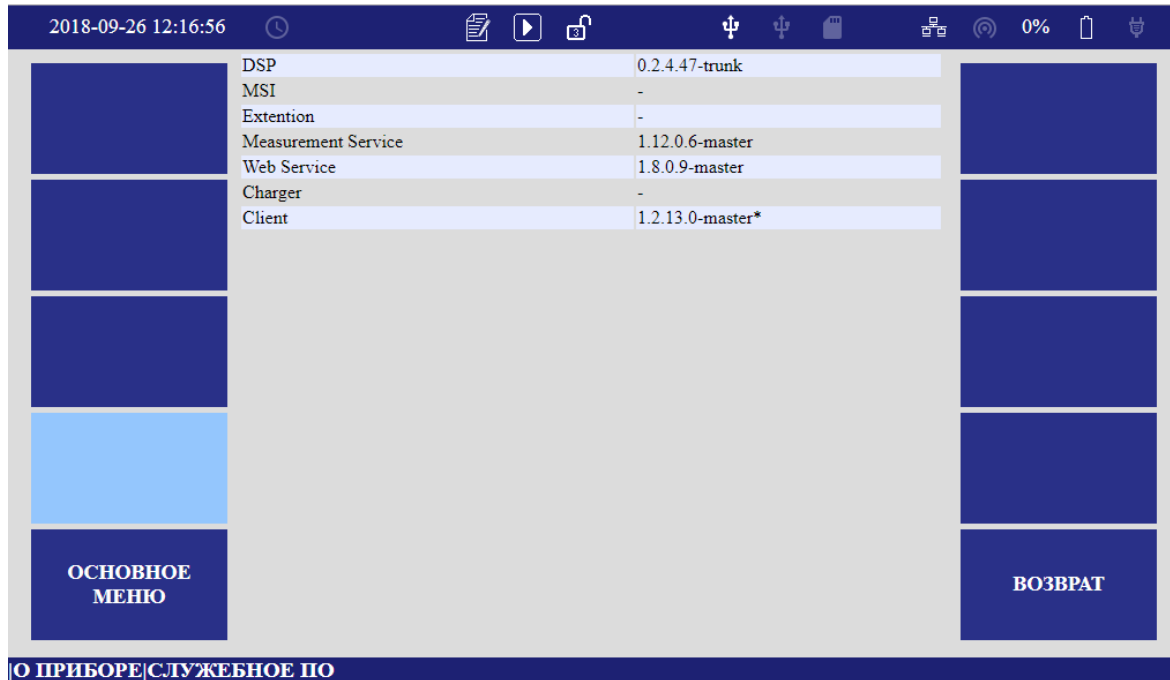 2018-09-26 12:16:56 3 0%
DSP 0.2.4.47-trunk
MSI -
Extention -
Measurement Service 1.12.0.6-master
Web Service 1.8.0.9-master
Charger -
Client 1.2.13.0-master*
ОСНОВНОЕ
МЕНЮ
ВОЗВРАТ
|О ПРИБОРЕ|СЛУЖЕБНОЕ ПО